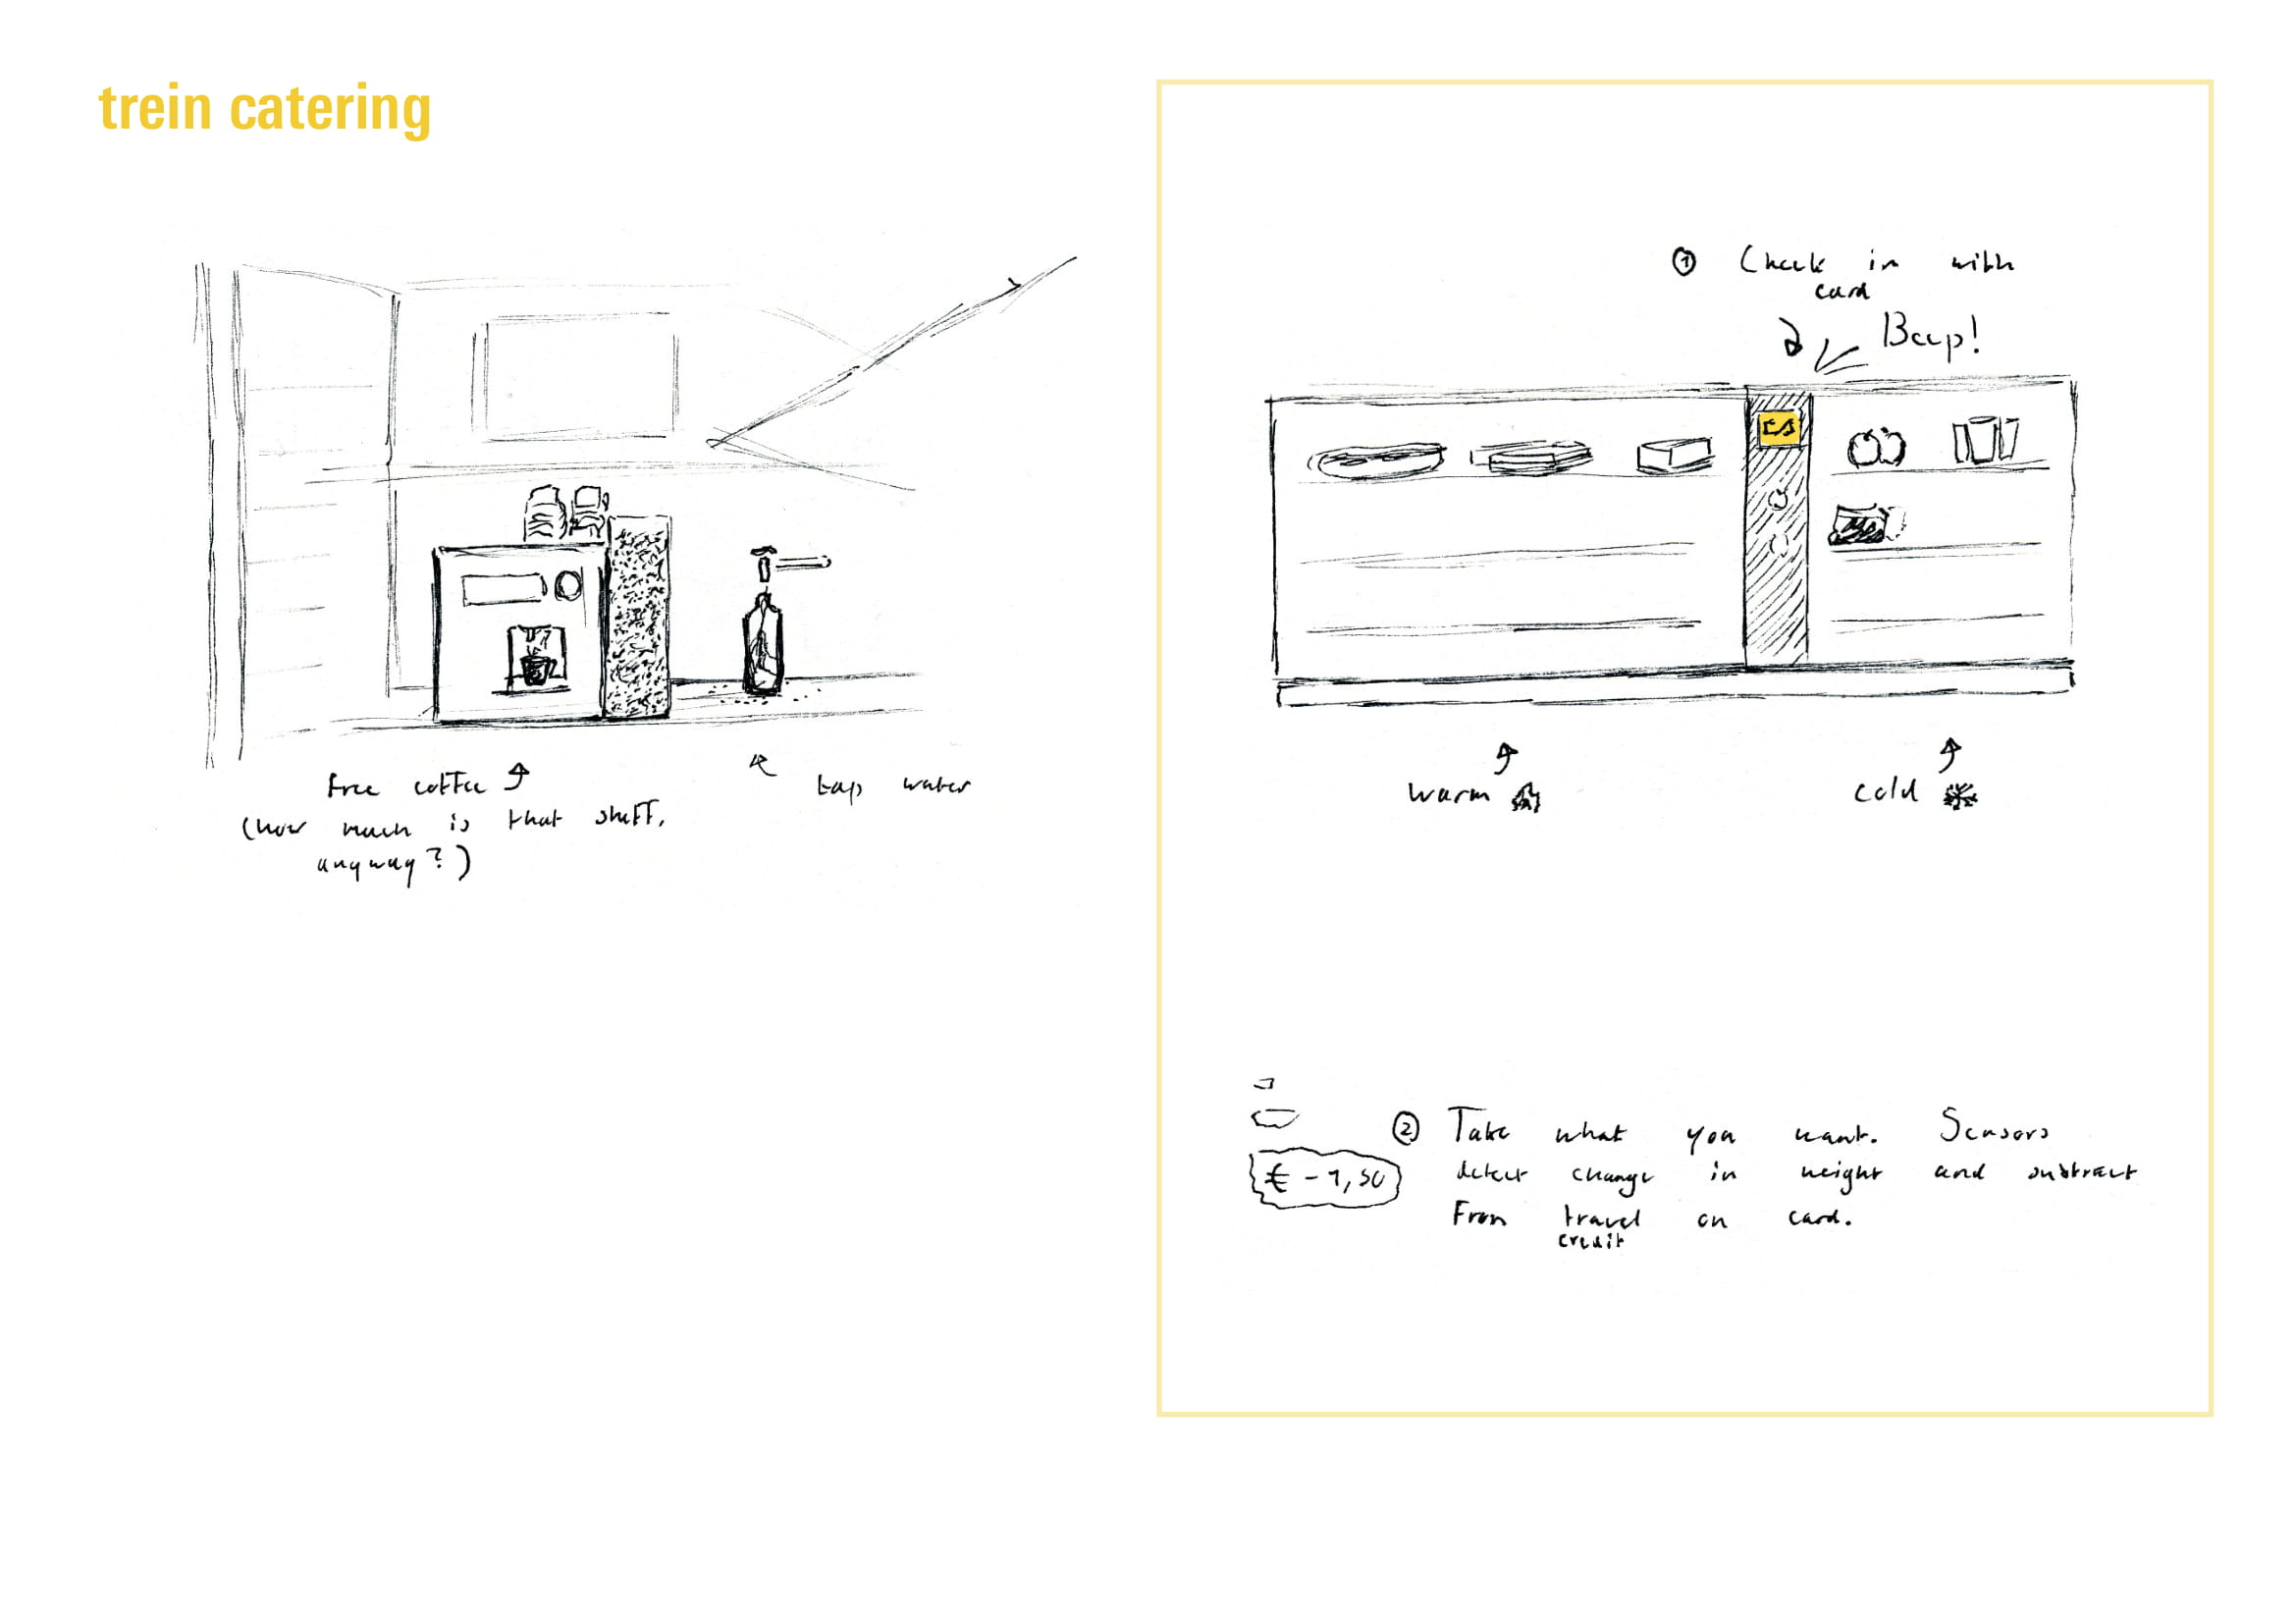 trein catering
Free coffee
(how much is that stuff,
anyway?)
tap water
1 Check in with
card
Beep!
warm
cold
€ -1,50
2 Take what you want. Sensors
detect change in weight and subtract
From travel on card.
credit